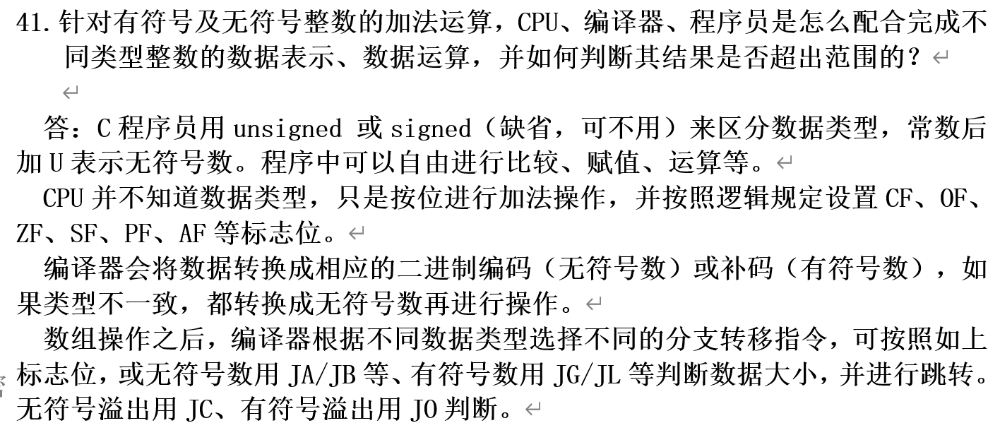 41. 针对有符号及无符号整数的加法运算，CPU、编译器、程序员是怎么配合完成不
同类型整数的数据表示、数据运算，并如何判断其结果是否超出范围的？
答：C 程序员用 unsigned 或 signed（缺省，可不用）来区分数据类型，常数后
加 U 表示无符号数。程序中可以自由进行比较、赋值、运算等。
CPU 并不知道数据类型，只是按位进行加法操作，并按照逻辑规定设置 CF、OF、
ZF、SF、PF、AF 等标志位。
编译器会将数据转换成相应的二进制编码（无符号数）或补码（有符号数），如
果类型不一致，都转换成无符号数再进行操作。
数组操作之后，编译器根据不同数据类型选择不同的分支转移指令，可按照如上
标志位，或无符号数用 JA/JB 等、有符号数用 JG/JL 等判断数据大小，并进行跳转。
无符号溢出用 JC、有符号溢出用 JO 判断。